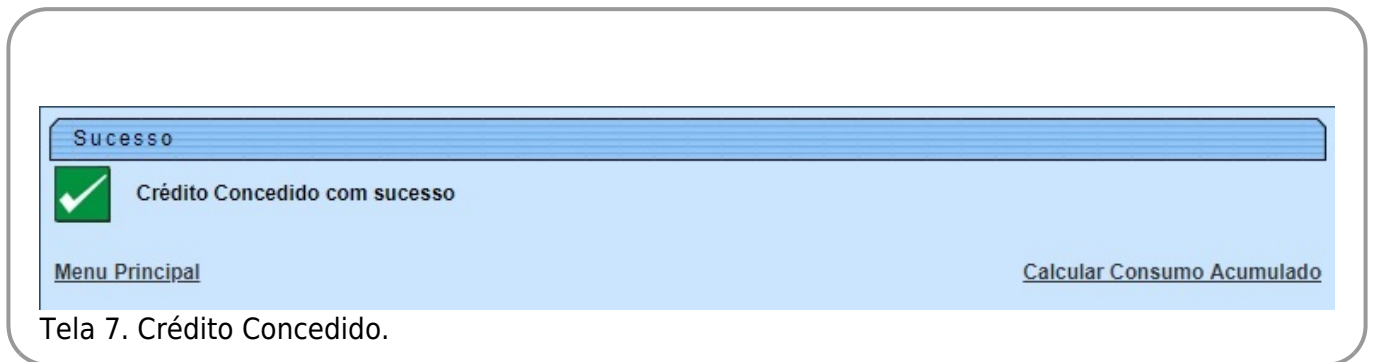 Sucesso
Crédito Concedido com sucesso
Menu Principal Calcular Consumo Acumulado
Tela 7. Crédito Concedido.